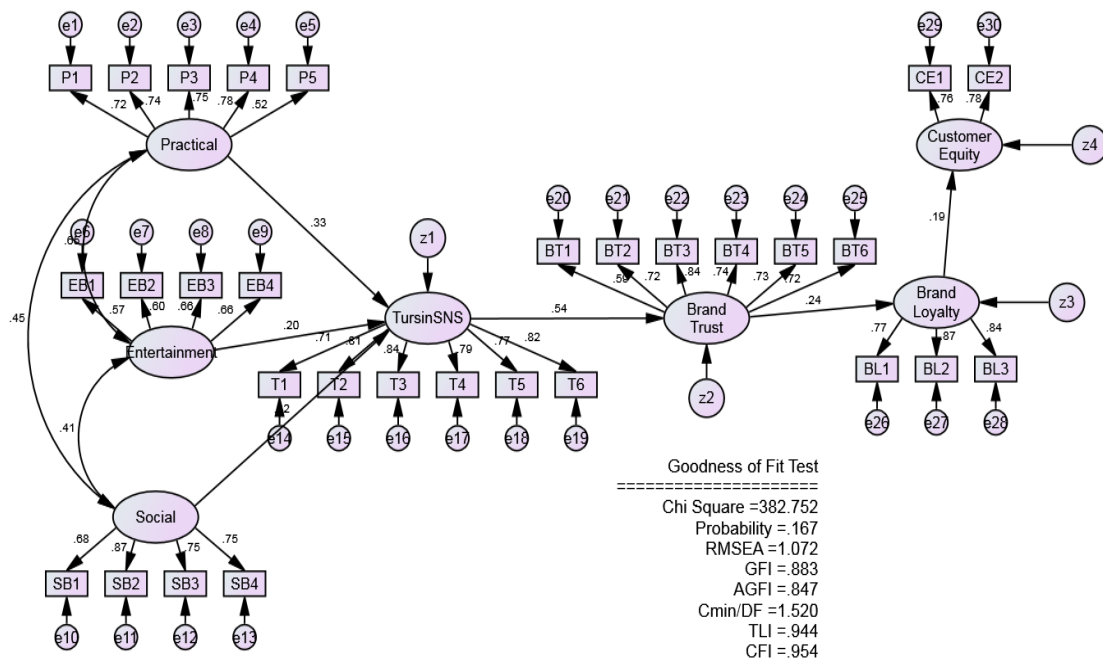 e1 e2 e3 e4 e5
P1 P2 P3 P4 P5
.72 .74 .75 .78 .52
Practical
e29 e30
CE1 CE2
.76 .78
Customer
Equity
z4
.19
.33
.45
e6 e7 e8 e9
EB1 EB2 EB3 EB4
.57 .60 .66 .66
Entertainment
.20
z1
TursinSNS
.54
.71 .81 .84 .79 .77 .82
T1 T2 T3 T4 T5 T6
e14 e15 e16 e17 e18 e19
e20 e21 e22 e23 e24 e25
BT1 BT2 BT3 BT4 BT5 BT6
.59 .72 .84 .74 .73 .72
Brand
Trust
z2
.24
Brand
Loyalty
z3
.77 .87 .84
BL1 BL2 BL3
e26 e27 e28
.41
Social
.68 .87 .75 .75
SB1 SB2 SB3 SB4
e10 e11 e12 e13
Goodness of Fit Test
=====================
Chi Square =382.752
Probability =.167
RMSEA =1.072
GFI =.883
AGFI =.847
Cmin/DF =1.520
TLI =.944
CFI =.954